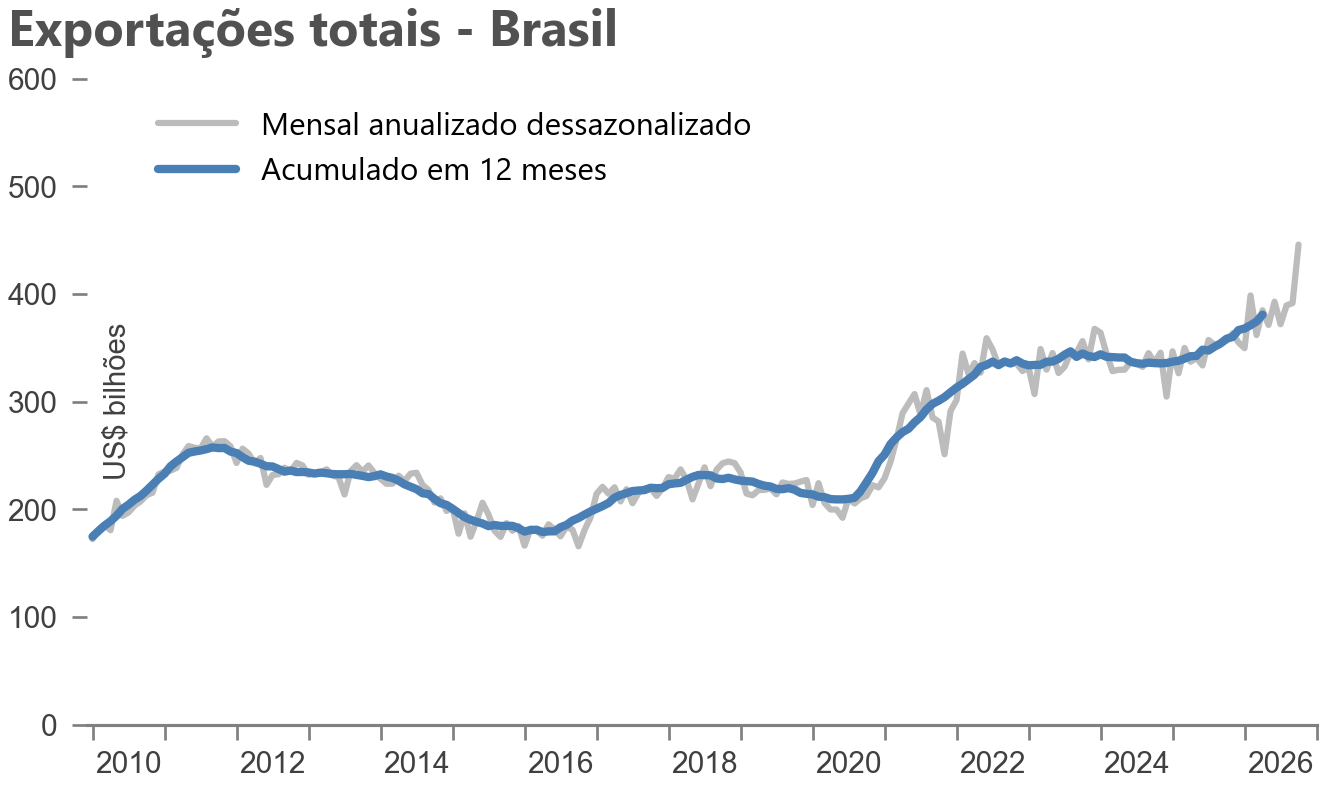 Exportações totais - Brasil
600
Mensal anualizado dessazonalizado
Acumulado em 12 meses
500
400
300
US$ bilhões
200
100
0
2010 2012 2014 2016 2018 2020 2022 2024 2026